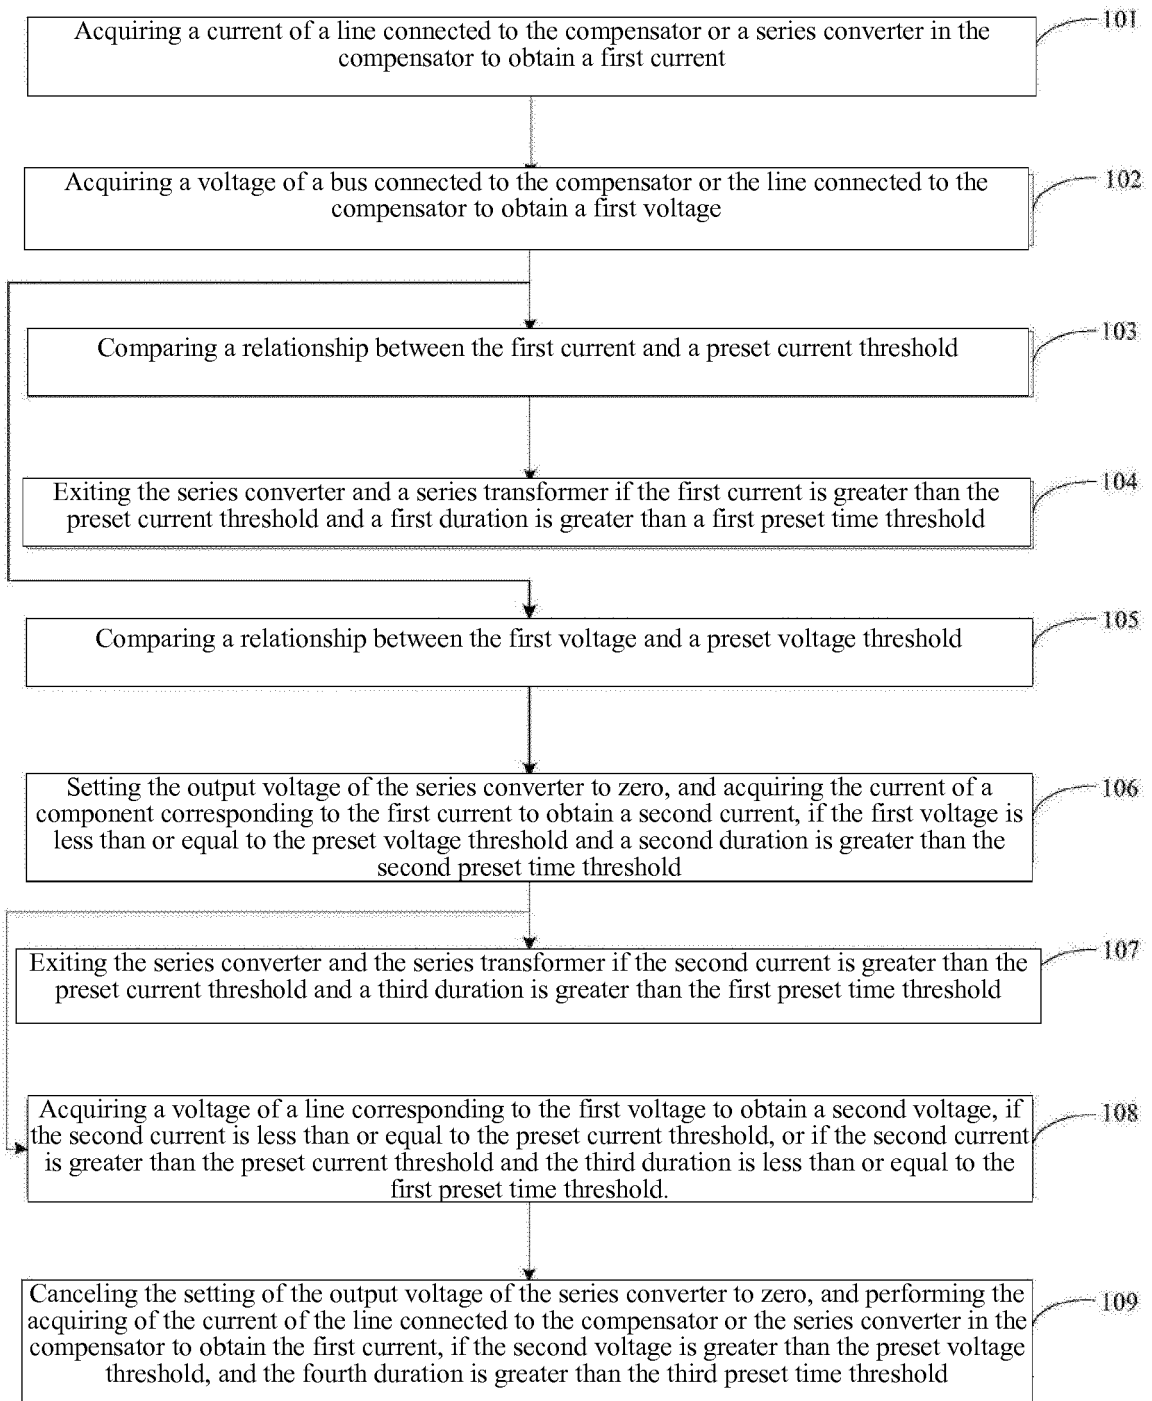 Acquiring a current of a line connected to the compensator or a series converter in the
compensator to obtain a first current
101
Acquiring a voltage of a bus connected to the compensator or the line connected to the
compensator to obtain a first voltage
102
Comparing a relationship between the first current and a preset current threshold
103
Exiting the series converter and a series transformer if the first current is greater than the
preset current threshold and a first duration is greater than a first preset time threshold
104
Comparing a relationship between the first voltage and a preset voltage threshold
105
Setting the output voltage of the series converter to zero, and acquiring the current of a
component corresponding to the first current to obtain a second current, if the first voltage is
less than or equal to the preset voltage threshold and a second duration is greater than the
second preset time threshold
106
Exiting the series converter and the series transformer if the second current is greater than the
preset current threshold and a third duration is greater than the first preset time threshold
107
Acquiring a voltage of a line corresponding to the first voltage to obtain a second voltage, if
the second current is less than or equal to the preset current threshold, or if the second current
is greater than the preset current threshold and the third duration is less than or equal to the
first preset time threshold.
108
Canceling the setting of the output voltage of the series converter to zero, and performing the
acquiring of the current of the line connected to the compensator or the series converter in the
compensator to obtain the first current, if the second voltage is greater than the preset voltage
threshold, and the fourth duration is greater than the third preset time threshold
109